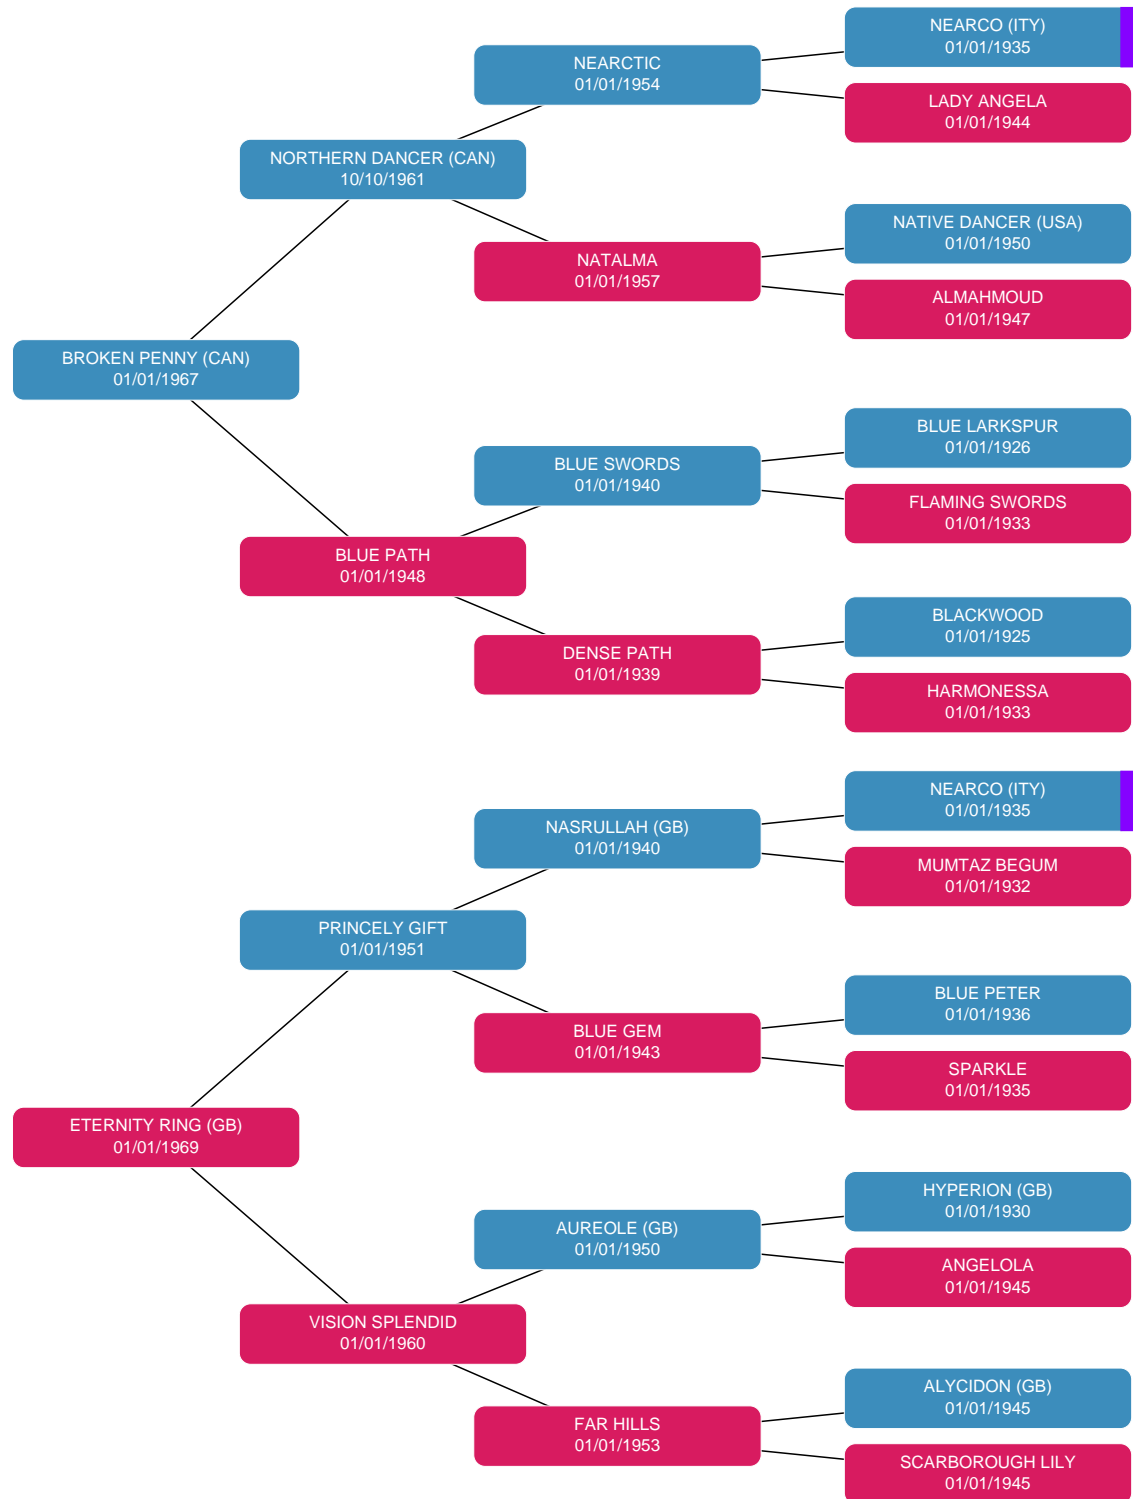 NEARCO (ITY)
01/01/1935
NEARCTIC
01/01/1954
LADY ANGELA
01/01/1944
NORTHERN DANCER (CAN)
10/10/1961
NATIVE DANCER (USA)
01/01/1950
NATALMA
01/01/1957
ALMAHMOUD
01/01/1947
BROKEN PENNY (CAN)
01/01/1967
BLUE LARKSPUR
01/01/1926
BLUE SWORDS
01/01/1940
FLAMING SWORDS
01/01/1933
BLUE PATH
01/01/1948
BLACKWOOD
01/01/1925
DENSE PATH
01/01/1939
HARMONESSA
01/01/1933
NEARCO (ITY)
01/01/1935
NASRULLAH (GB)
01/01/1940
MUMTAZ BEGUM
01/01/1932
PRINCELY GIFT
01/01/1951
BLUE PETER
01/01/1936
BLUE GEM
01/01/1943
SPARKLE
01/01/1935
ETERNITY RING (GB)
01/01/1969
HYPERION (GB)
01/01/1930
AUREOLE (GB)
01/01/1950
ANGELOLA
01/01/1945
VISION SPLENDID
01/01/1960
ALYCIDON (GB)
01/01/1945
FAR HILLS
01/01/1953
SCARBOROUGH LILY
01/01/1945